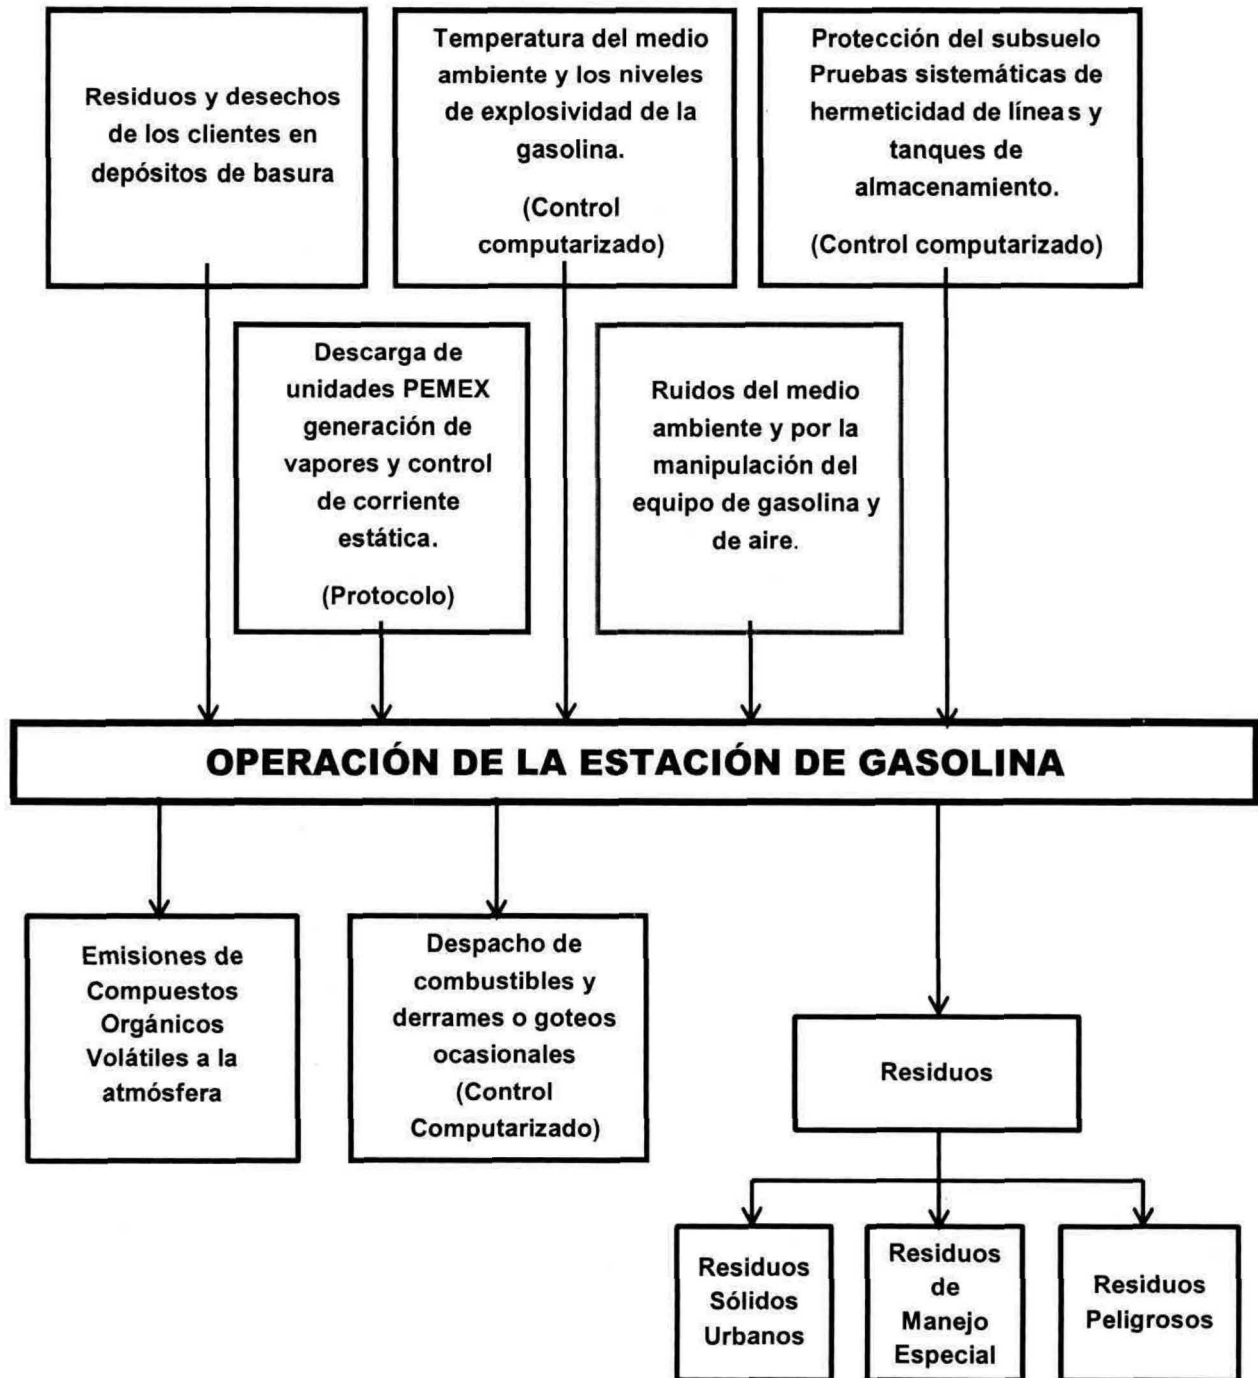 Residuos y desechos
de los clientes en
depósitos de basura
Temperatura del medio
ambiente y los niveles
de explosividad de la
gasolina.
(Control
computarizado)
Protección del subsuelo
Pruebas sistemáticas de
hermeticidad de líneas y
tanques de
almacenamiento.
(Control computarizado)
Descarga de
unidades PEMEX
generación de
vapores y control
de corriente
estática.
(Protocolo)
Ruidos del medio
ambiente y por la
manipulación del
equipo de gasolina y
de aire.
OPERACIÓN DE LA ESTACIÓN DE GASOLINA
Emisiones de
Compuestos
Orgánicos
Volátiles a la
atmósfera
Despacho de
combustibles y
derrames o goteos
ocasionales
(Control
Computarizado)
Residuos
Residuos
Sólidos
Urbanos
Residuos
de
Manejo
Especial
Residuos
Peligrosos